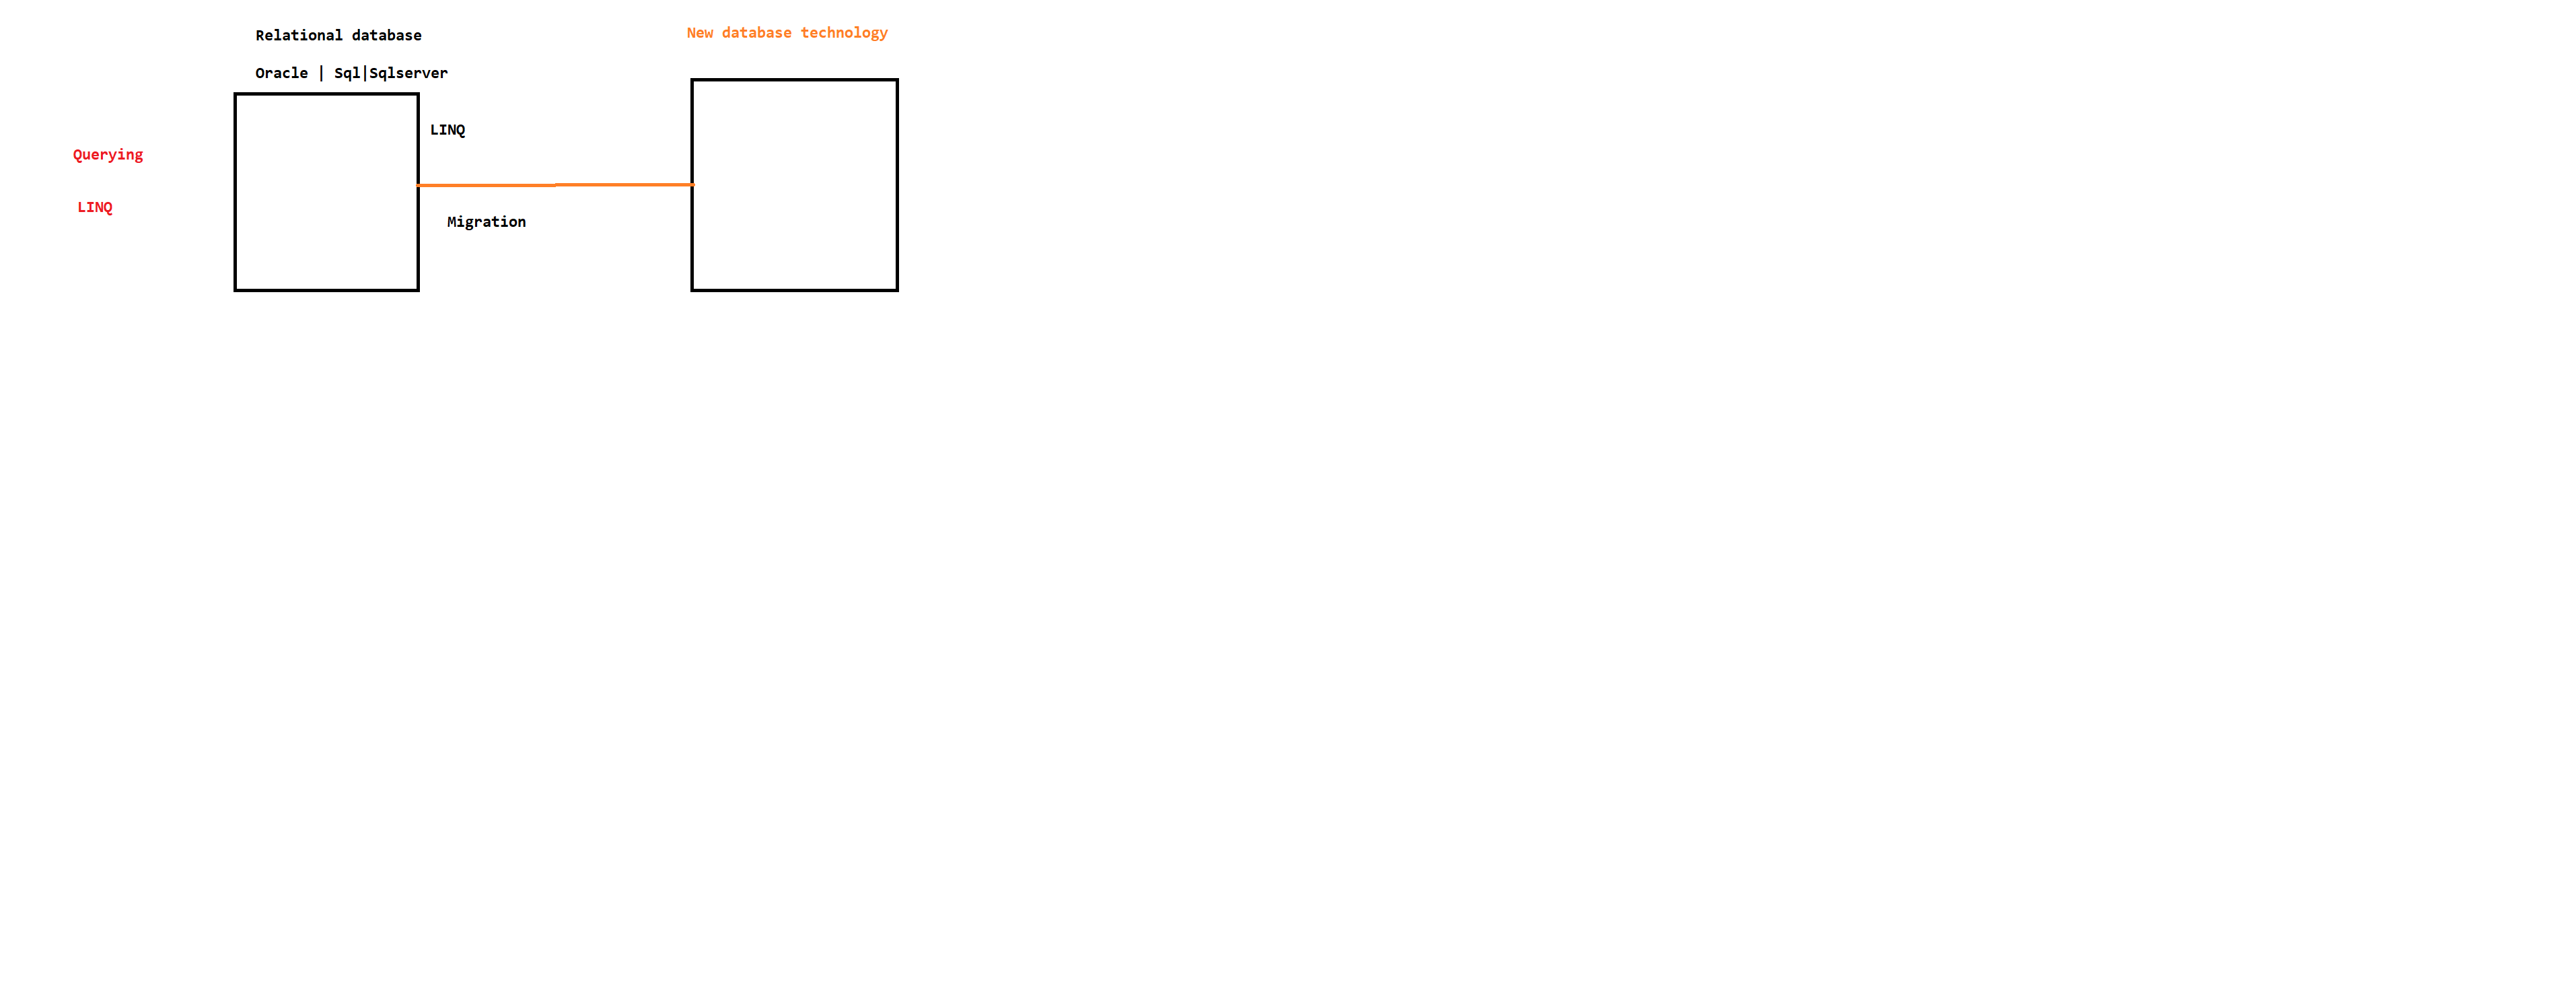 Relational database
New database technology
Oracle | Sql|Sqlserver
LINQ
Querying
LINQ
Migration